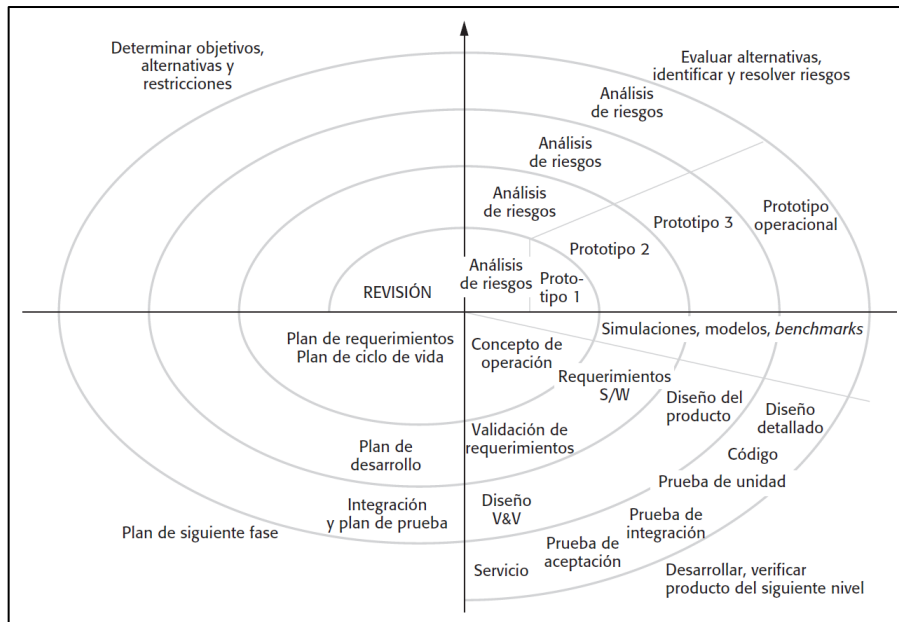 Determinar objetivos,
alternativas y
restricciones
Evaluar alternativas,
identificar y resolver riesgos
Análisis
de riesgos
Análisis
de riesgos
Análisis
de riesgos
Análisis
de riesgos
Proto-
tipo 1
Prototipo 2
Prototipo 3
Prototipo
operacional
REVISIÓN
Plan de requerimientos
Plan de ciclo de vida
Concepto de
operación
Simulaciones, modelos, benchmarks
Requerimientos
S/W
Diseño del
producto
Diseño
detallado
Validación de
requerimientos
Plan de
desarrollo
Código
Prueba de unidad
Integración
y plan de prueba
Diseño
V&V
Prueba de
integración
Plan de siguiente fase
Prueba de
aceptación
Servicio
Desarrollar, verificar
producto del siguiente nivel